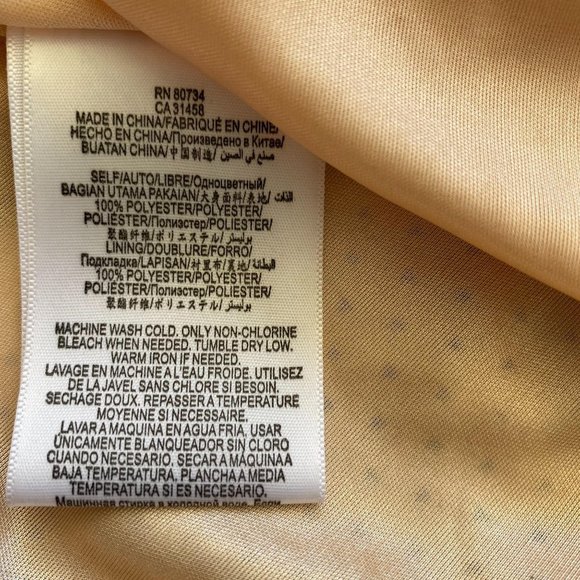 RN 80734
CA 31458
MADE IN CHINA/FABRIQUÉ EN CHINE/
HECHO EN CHINA/Произведено в Китае/
BUATAN CHINA/中国制造/صنع في الصين
SELF/AUTO/LIBRE/Одноцветный/
BAGIAN UTAMA PAKAIAN/大身面料/表地/الذات
100% POLYESTER/POLYESTER/
POLIÉSTER/Полиэстер/POLIESTER/
聚酯纤维/ポリエステル/بوليستر
LINING/DOUBLURE/FORRO/
Подкладка/LAPISAN/衬里布/裏地/البطانة
100% POLYESTER/POLYESTER/
POLIÉSTER/Полиэстер/POLIESTER/
聚酯纤维/ポリエステル/بوليستر
MACHINE WASH COLD. ONLY NON-CHLORINE
BLEACH WHEN NEEDED. TUMBLE DRY LOW.
WARM IRON IF NEEDED.
LAVAGE EN MACHINE A L'EAU FROIDE. UTILISEZ
DE LA JAVEL SANS CHLORE SI BESOIN.
SECHAGE DOUX. REPASSER A TEMPERATURE
MOYENNE SI NECESSAIRE.
LAVAR A MAQUINA EN AGUA FRIA. USAR
ÚNICAMENTE BLANQUEADOR SIN CLORO
CUANDO NECESARIO. SECAR A MAQUINA A
BAJA TEMPERATURA. PLANCHA A MEDIA
TEMPERATURA SI ES NECESARIO.
Машинная стирка в холодной воде. Если